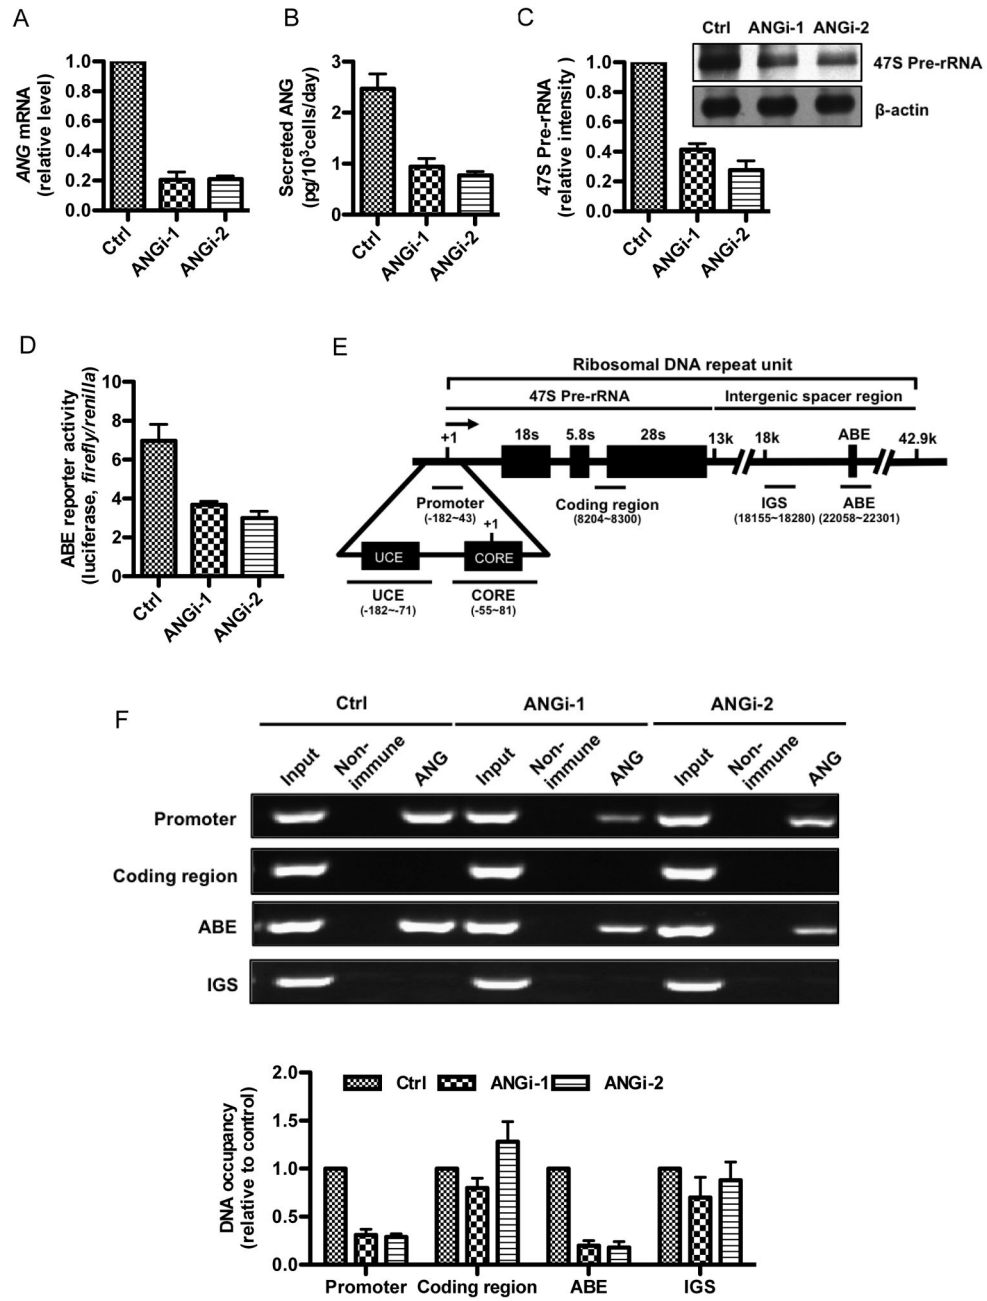 A
ANG mRNA
(relative level)
1.0
0.8
0.6
0.4
0.2
0.0
Ctrl
ANGi-1
ANGi-2
B
Secreted ANG
(pg/10³cells/day)
3
2
1
0
Ctrl
ANGi-1
ANGi-2
C
47S Pre-rRNA
(relative intensity )
1.0
0.8
0.6
0.4
0.2
0.0
Ctrl
ANGi-1
ANGi-2
Ctrl ANGi-1 ANGi-2
47S Pre-rRNA
β-actin
D
ABE reporter activity
(luciferase, firefly/renilla)
10
8
6
4
2
0
Ctrl
ANGi-1
ANGi-2
E
Ribosomal DNA repeat unit
47S Pre-rRNA Intergenic spacer region
+1 18s 5.8s 28s 13k 18k ABE 42.9k
Promoter Coding region IGS ABE
(-182~43) (8204~8300) (18155~18280) (22058~22301)
+1
UCE CORE
UCE CORE
(-182~-71) (-55~81)
F
Ctrl ANGi-1 ANGi-2
Input Non-immune ANG Input Non-immune ANG Input Non-immune ANG
Promoter
Coding region
ABE
IGS
DNA occupancy
(relative to control)
2.0
1.5
1.0
0.5
0.0
Ctrl ANGi-1 ANGi-2
Promoter Coding region ABE IGS